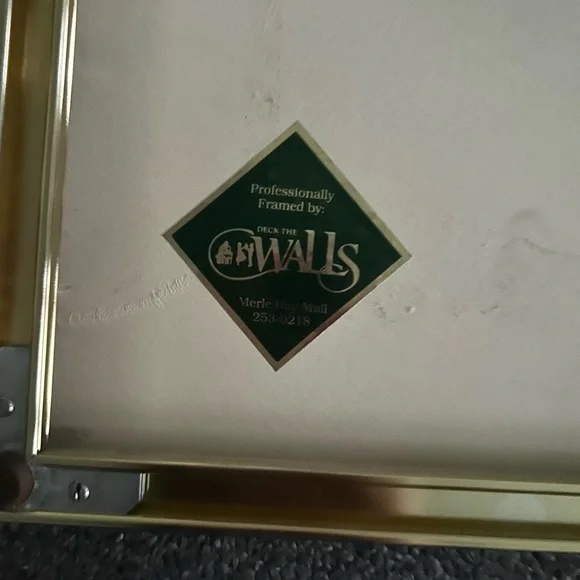 Professionally
Framed by:
DECK THE
WALLS
Merle Hay Mall
253-0218